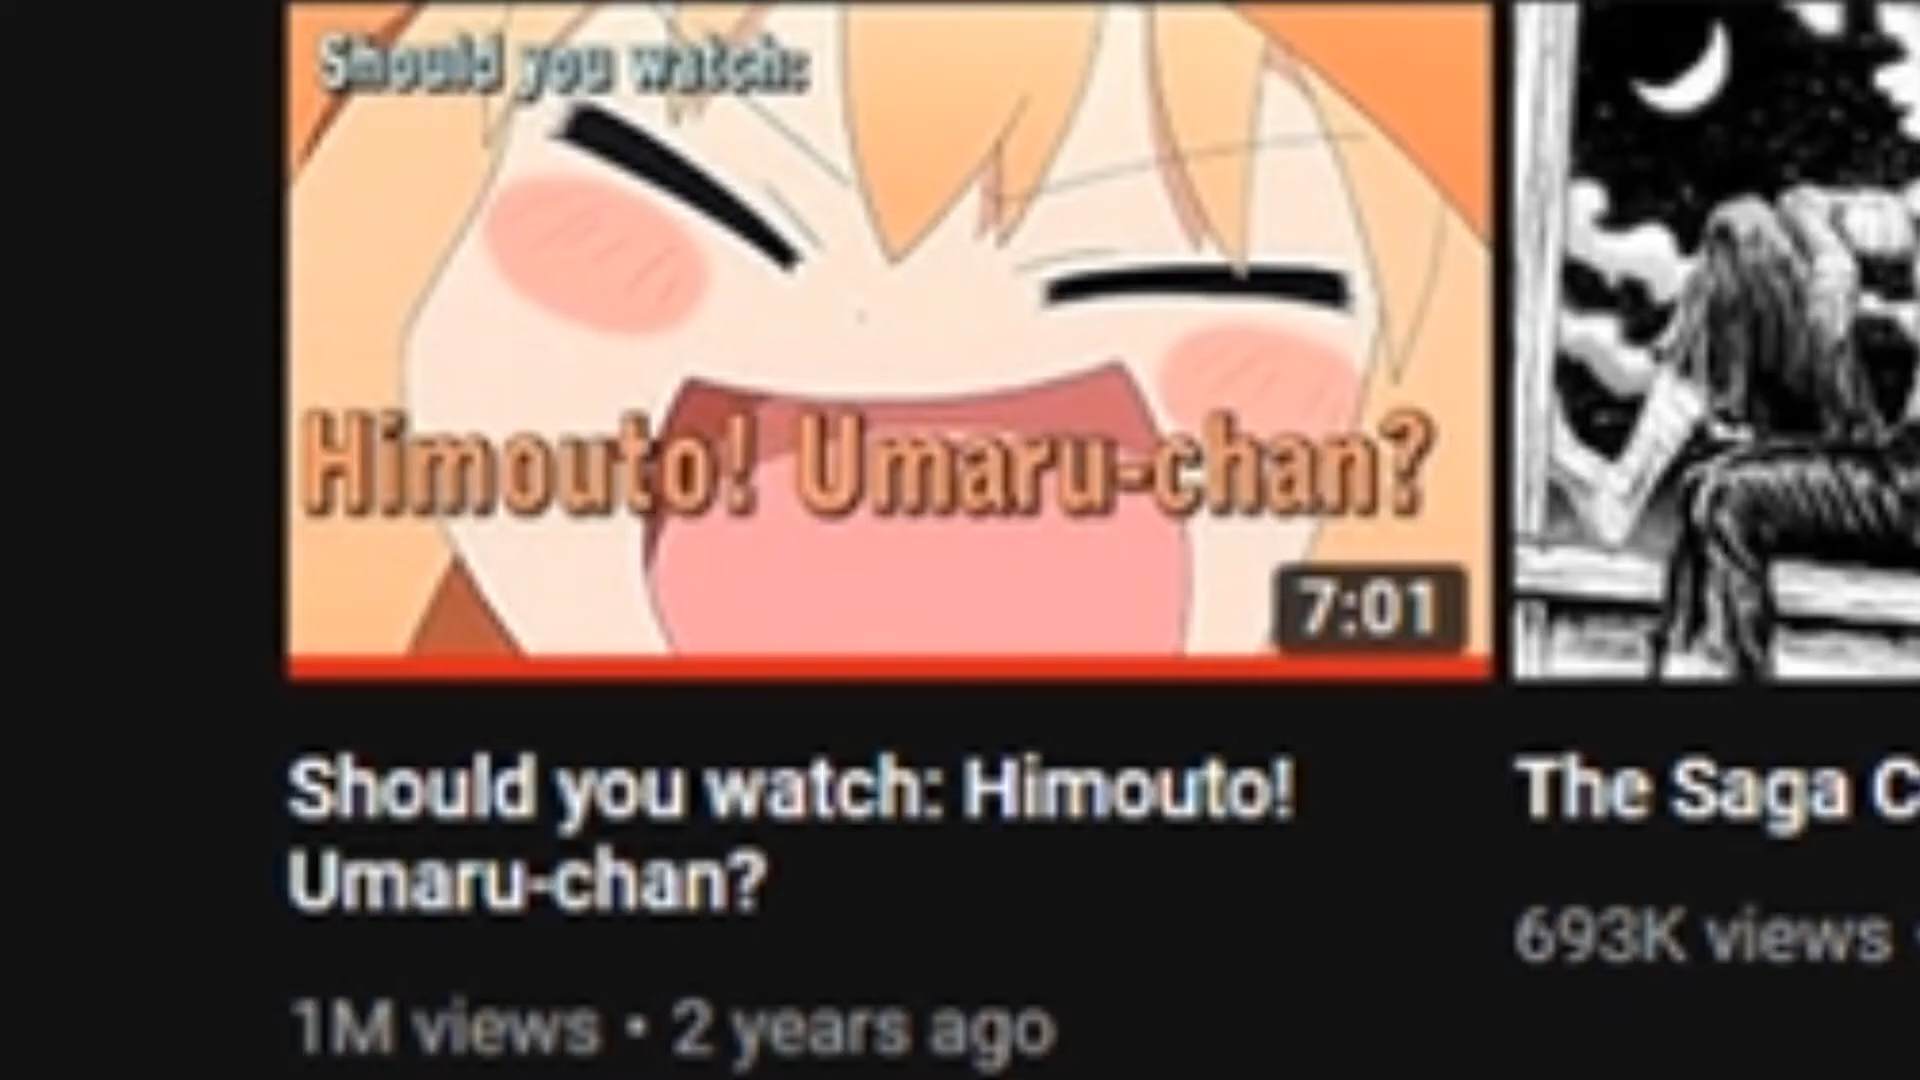 Should you watch:
Himouto! Umaru-chan?
7:01
Should you watch: Himouto!
Umaru-chan?
1M views • 2 years ago
The Saga C
693K views